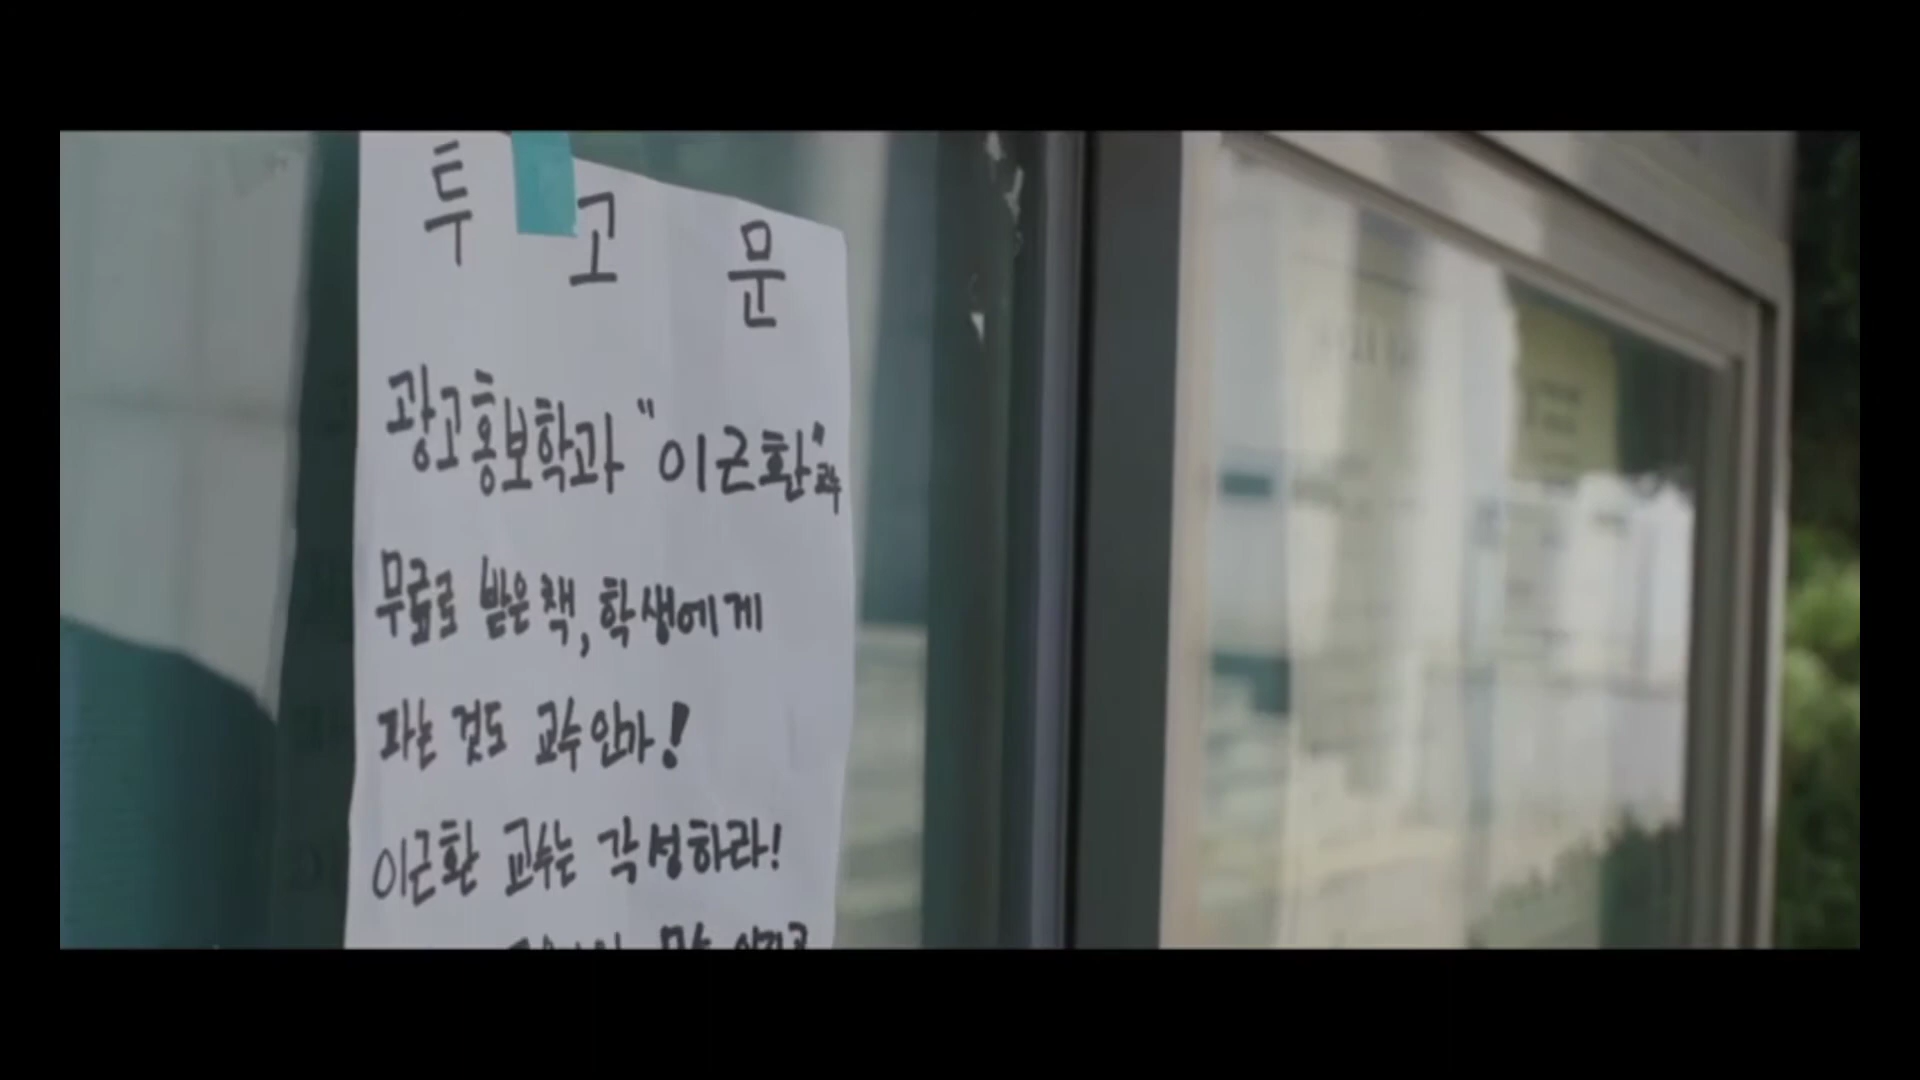 투고문
광고홍보학과 "이근환" 교수
무료로 받은 책, 학생에게
파는 것도 교수인가!
이근환 교수는 각성하라!